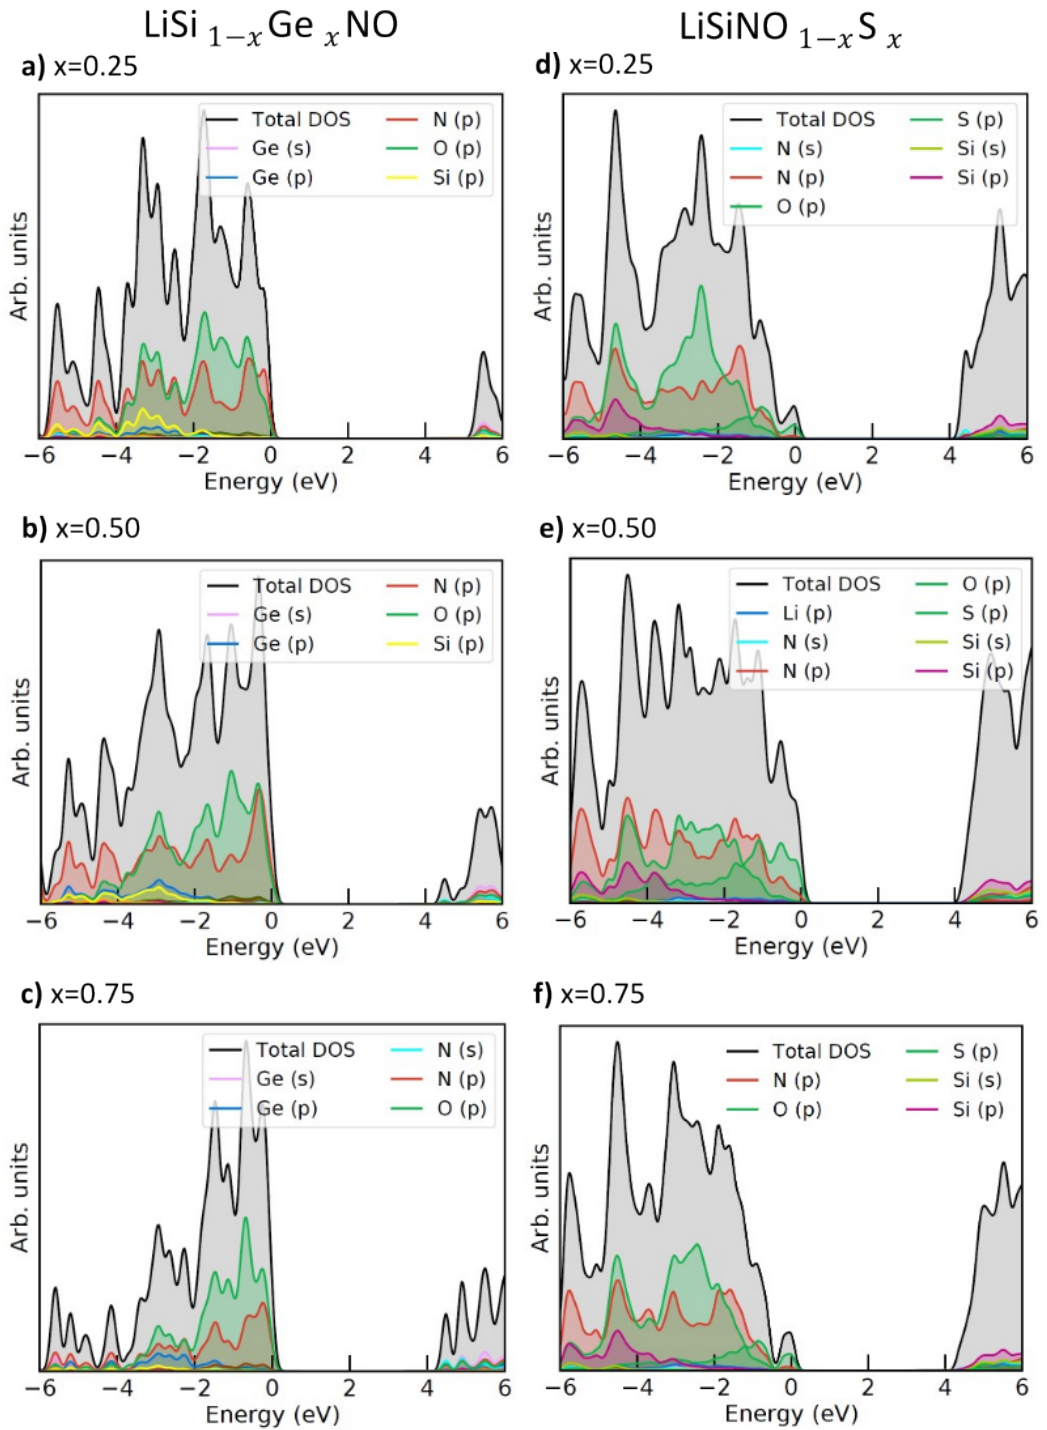 LiSi 1−x Ge x NO
LiSiNO 1−x S x
a) x=0.25
Total DOS
Ge (s)
Ge (p)
N (p)
O (p)
Si (p)
Arb. units
−6 −4 −2 0 2 4 6
Energy (eV)
d) x=0.25
Total DOS
N (s)
N (p)
O (p)
S (p)
Si (s)
Si (p)
Arb. units
−6 −4 −2 0 2 4 6
Energy (eV)
b) x=0.50
Total DOS
Ge (s)
Ge (p)
N (p)
O (p)
Si (p)
Arb. units
−6 −4 −2 0 2 4 6
Energy (eV)
e) x=0.50
Total DOS
Li (p)
N (s)
N (p)
O (p)
S (p)
Si (s)
Si (p)
Arb. units
−6 −4 −2 0 2 4 6
Energy (eV)
c) x=0.75
Total DOS
Ge (s)
Ge (p)
N (s)
N (p)
O (p)
Arb. units
−6 −4 −2 0 2 4 6
Energy (eV)
f) x=0.75
Total DOS
N (p)
O (p)
S (p)
Si (s)
Si (p)
Arb. units
−6 −4 −2 0 2 4 6
Energy (eV)